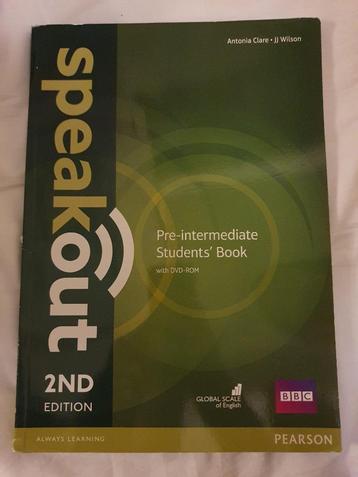 Antonia Clare • JJ Wilson
speakout
Pre-intermediate
Students' Book
with DVD-ROM
2ND
EDITION
GLOBAL SCALE
of English
BBC
ALWAYS LEARNING
PEARSON